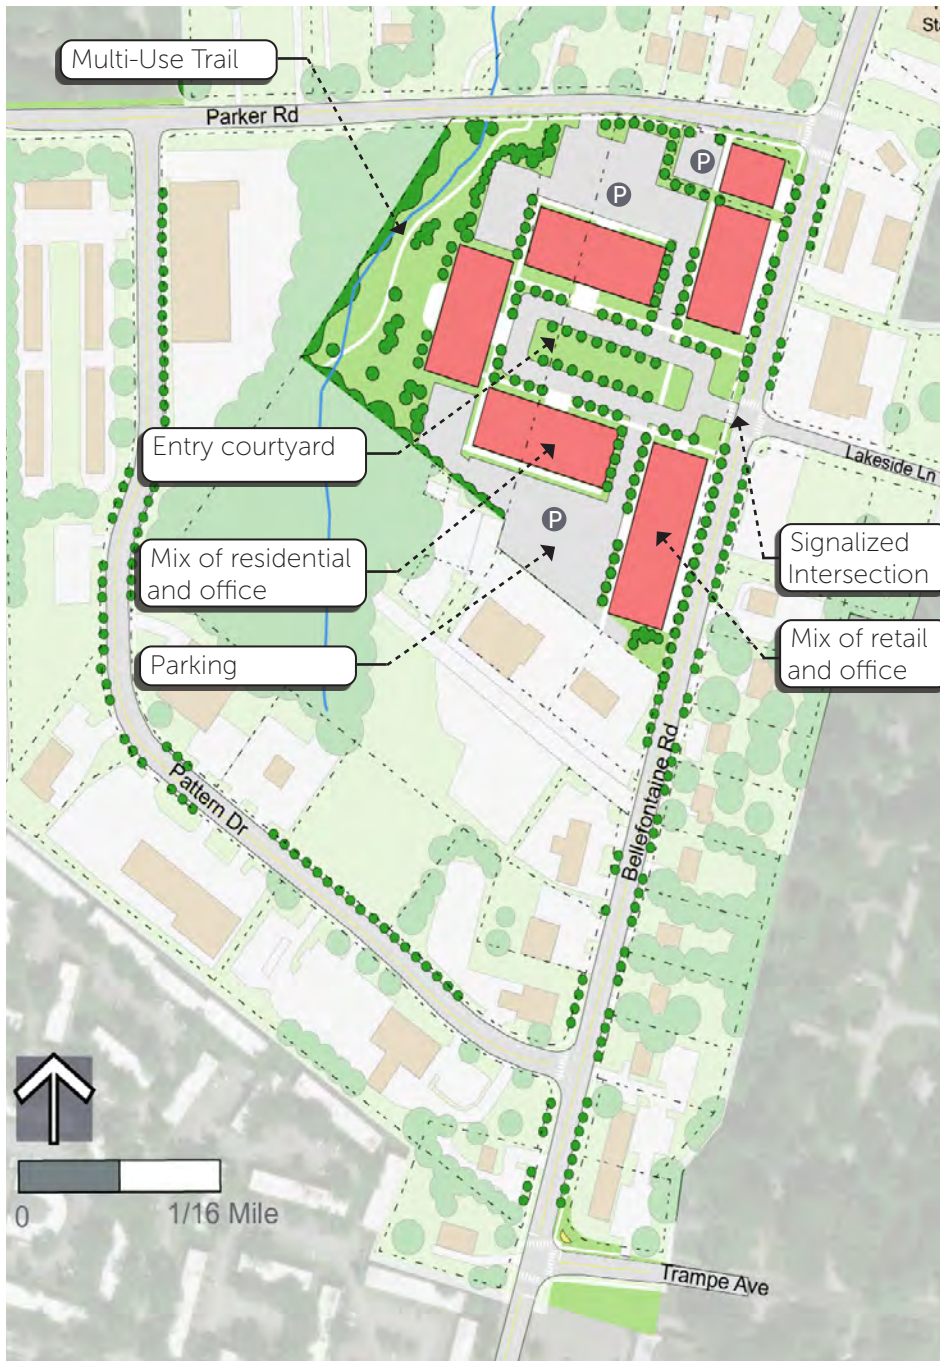 Sta
Multi-Use Trail
Parker Rd
P
P
Entry courtyard
Lakeside Ln
P
Signalized
Intersection
Mix of residential
and office
Mix of retail
and office
Parking
Bellefontaine Rd
Pattern Dr
0
1/16 Mile
Trampe Ave